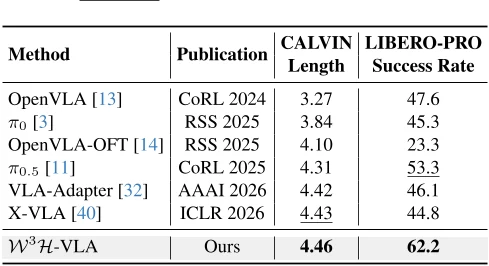 Method Publication CALVIN Length LIBERO-PRO Success Rate
OpenVLA [13] CoRL 2024 3.27 47.6
π0 [3] RSS 2025 3.84 45.3
OpenVLA-OFT [14] RSS 2025 4.10 23.3
π0.5 [11] CoRL 2025 4.31 53.3
VLA-Adapter [32] AAAI 2026 4.42 46.1
X-VLA [40] ICLR 2026 4.43 44.8
𝒲³ℋ-VLA Ours 4.46 62.2